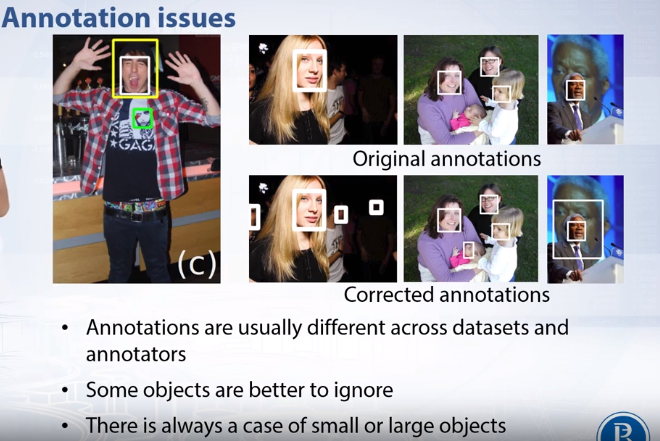 Annotation issues
GAGA
(c)
Original annotations
Corrected annotations
• Annotations are usually different across datasets and
annotators
• Some objects are better to ignore
• There is always a case of small or large objects